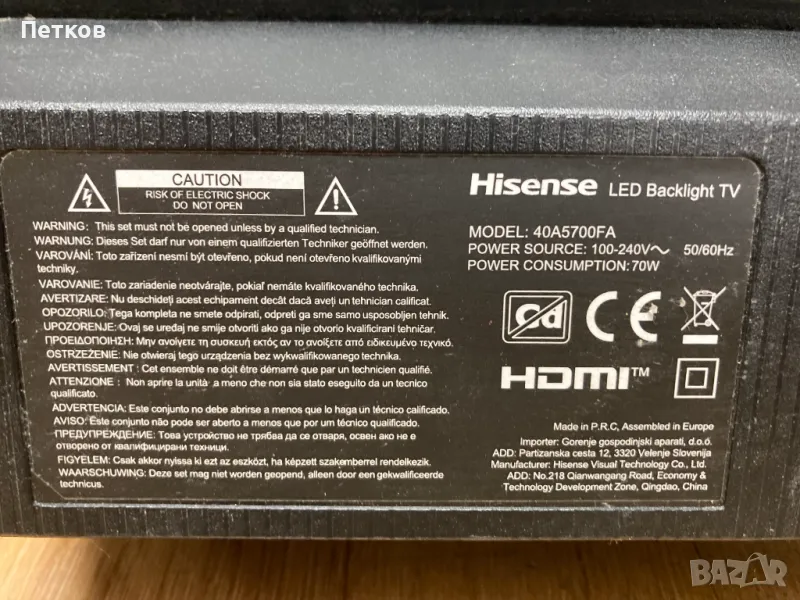 Петков
CAUTION
RISK OF ELECTRIC SHOCK
DO NOT OPEN
WARNING: This set must not be opened unless by a qualified technician.
WARNUNG: Dieses Set darf nur von einem qualifizierten Techniker geöffnet werden.
VAROVÁNÍ: Toto zařízení nesmí být otevřeno, pokud není otevřeno kvalifikovanými
techniky.
VAROVANIE: Toto zariadenie neotvárajte, pokiaľ nemáte kvalifikovaného technika.
AVERTIZARE: Nu deschideți acest echipament decât dacă aveți un tehnician calificat.
OPOZORILO: Tega kompleta ne smete odpirati, odpreti ga sme samo usposobljen tehnik.
UPOZORENJE: Ovaj se uređaj ne smije otvoriti ako ga nije otvorio kvalificirani tehničar.
ΠΡΟΕΙΔΟΠΟΙΗΣΗ: Μην ανοίγετε τη συσκευή εκτός αν το ανοίξετε από ειδικευμένο τεχνικό.
OSTRZEŻENIE: Nie otwieraj tego urządzenia bez wykwalifikowanego technika.
AVERTISSEMENT : Cet ensemble ne doit être démarré que par un technicien qualifié.
ATTENZIONE : Non aprire la unità a meno che non sia stato eseguito da un tecnico
qualificato.
ADVERTENCIA: Este conjunto no debe abrirse a menos que lo haga un técnico calificado.
AVISO: Este conjunto não pode ser aberto a menos que por um técnico qualificado.
ПРЕДУПРЕЖДЕНИЕ: Това устройство не трябва да се отваря, освен ако не е
отворено от квалифицирани техници.
FIGYELEM: Csak akkor nyissa ki ezt az eszközt, ha képzett szakemberrel rendelkezik.
WAARSCHUWING: Deze set mag niet worden geopend, alleen door een gekwalificeerde
technicus.
Hisense LED Backlight TV
MODEL: 40A5700FA
POWER SOURCE: 100-240V～ 50/60Hz
POWER CONSUMPTION: 70W
Cd CE
HDMI™
Made in P.R.C, Assembled in Europe
Importer: Gorenje gospodinjski aparati, d.o.o.
ADD: Partizanska cesta 12, 3320 Velenje Slovenija
Manufacturer: Hisense Visual Technology Co., Ltd.
ADD: No.218 Qianwangang Road, Economy &
Technology Development Zone, Qingdao, China
BAZAR